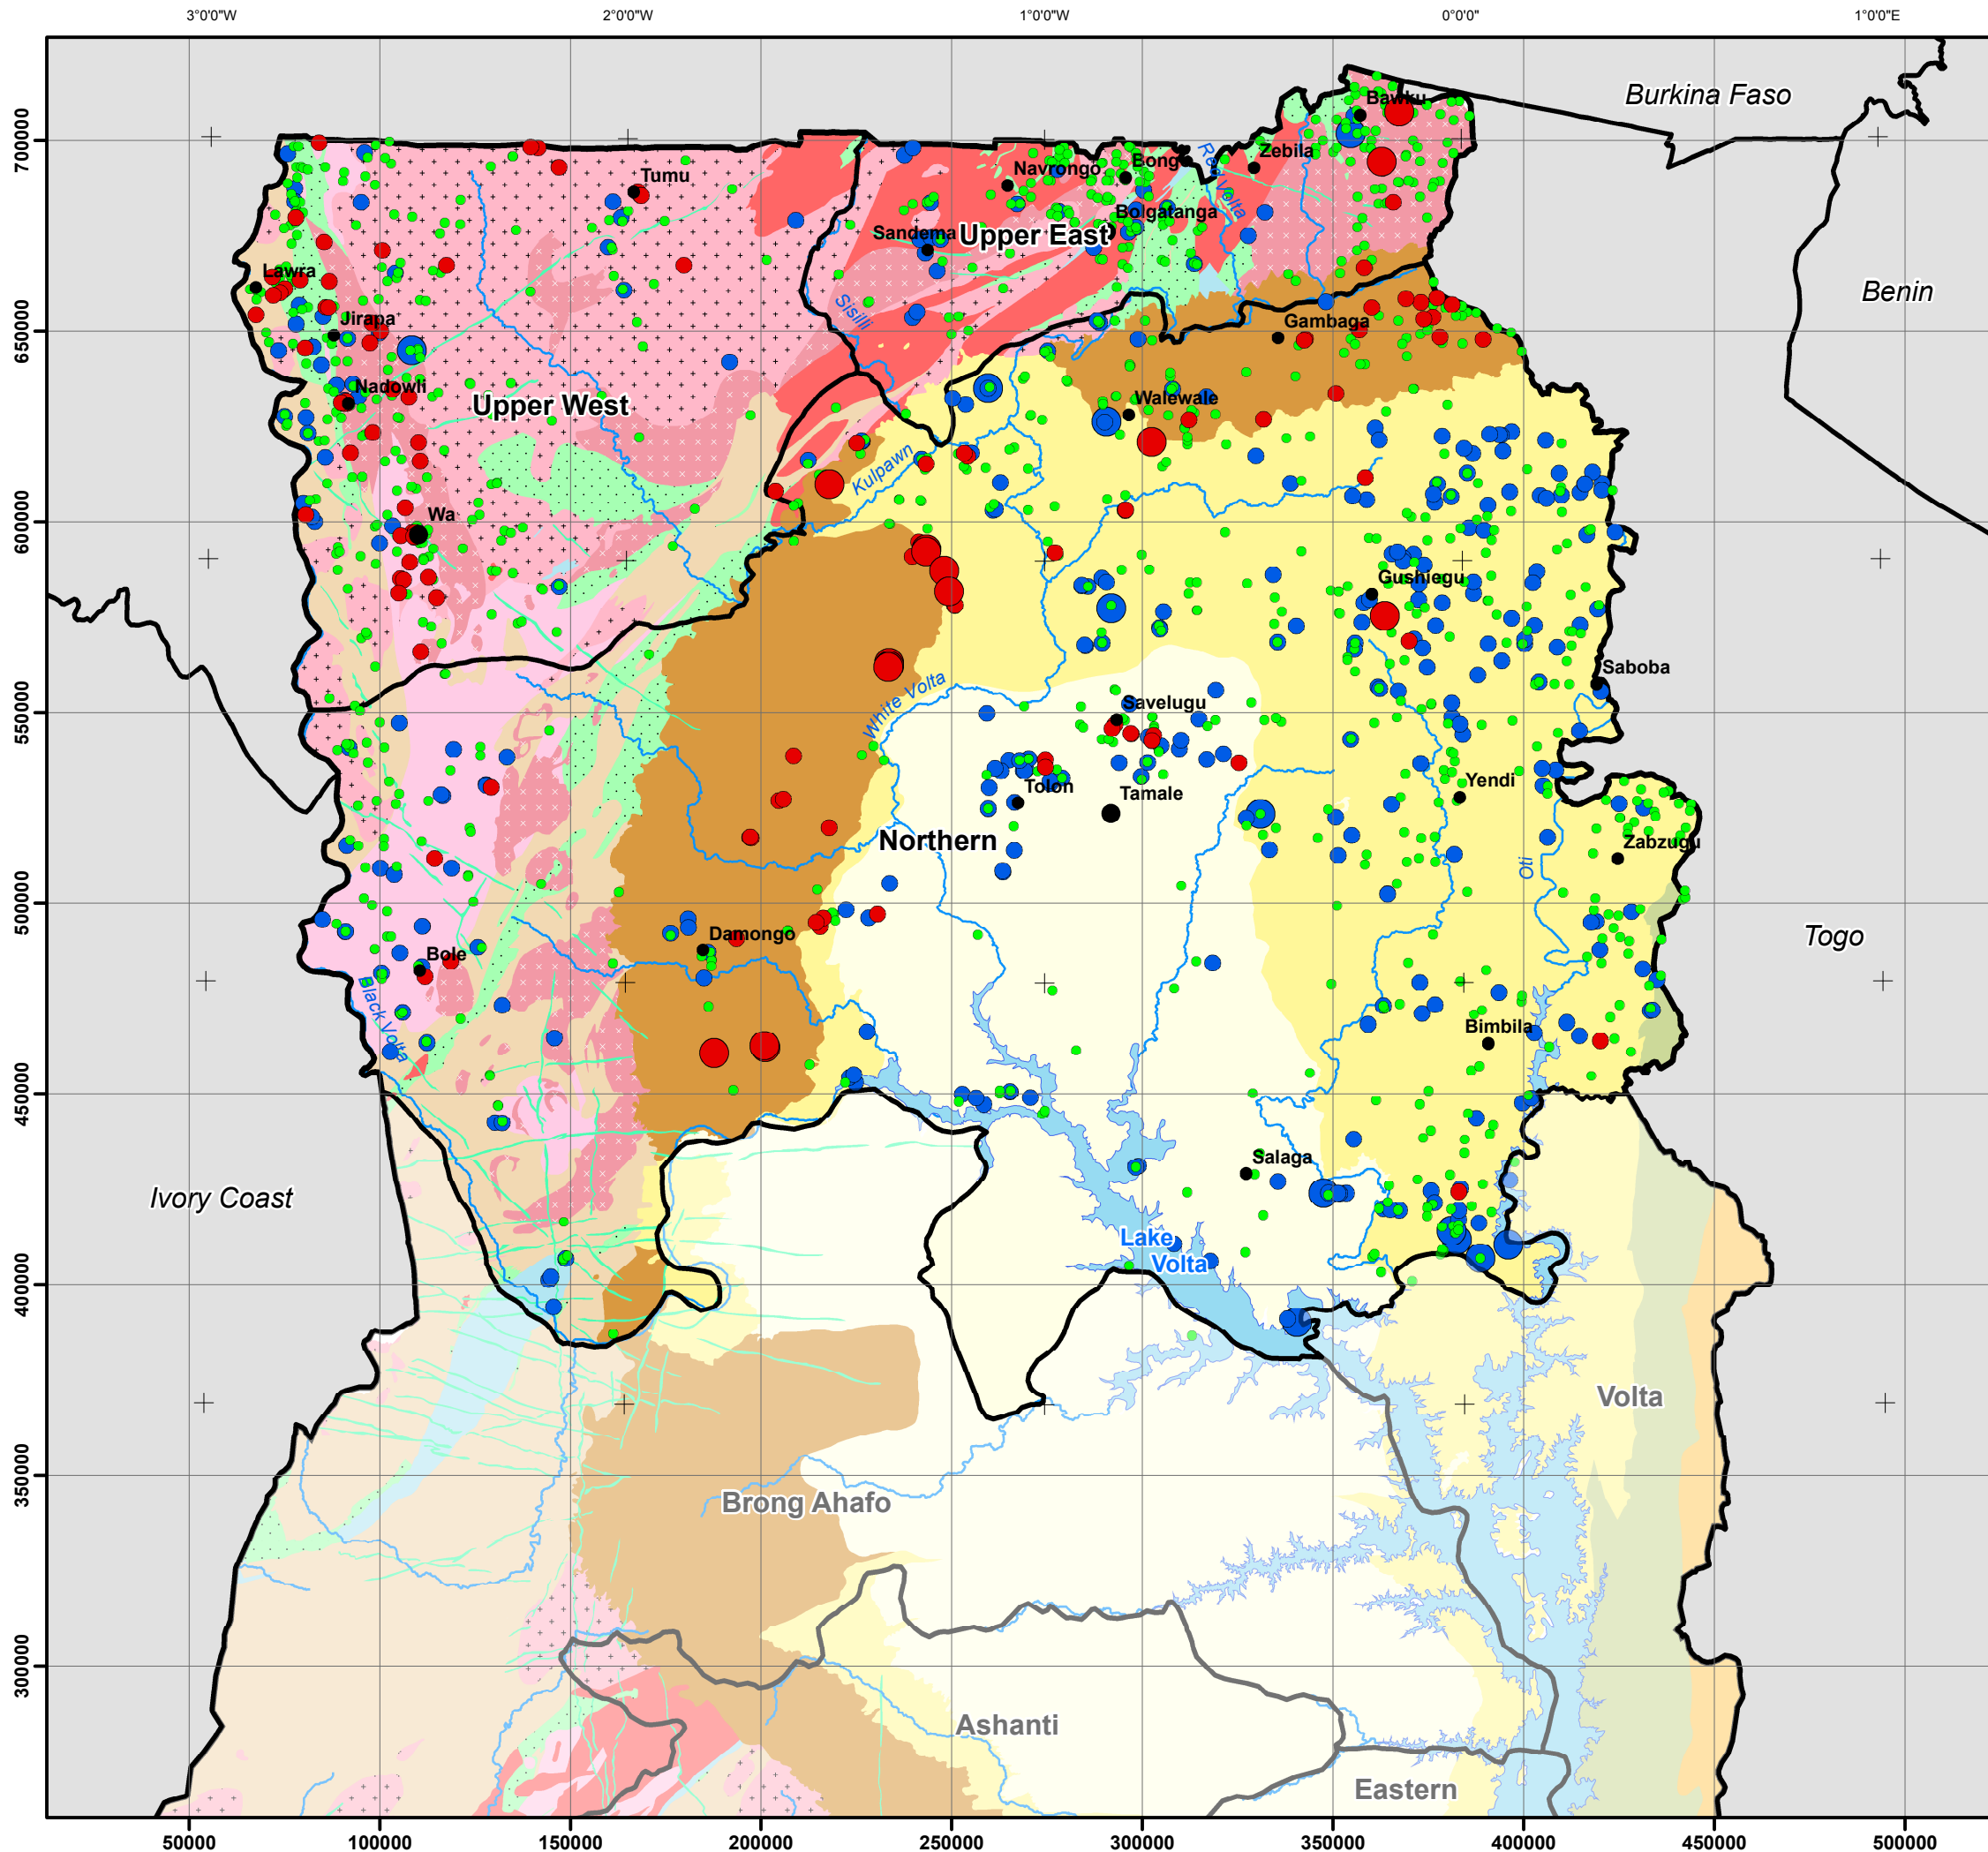 3°0'0"W 2°0'0"W 1°0'0"W 0°0'0" 1°0'0"E
Burkina Faso
Bawku
Zebila
Bongo
Navrongo
Tumu
Red Volta
Bolgatanga
Sandema
Upper East
Lawra
Benin
Sisilli
Jirapa
Gambaga
Nadowli
Walewale
Upper West
Kulpawn
Wa
Gushiegu
Saboba
White Volta
Savelugu
Yendi
Tolon
Tamale
Northern
Zabzugu
Oti
Damongo
Togo
Bole
Black Volta
Bimbila
Salaga
Ivory Coast
Lake
Volta
Volta
Brong Ahafo
Ashanti
Eastern
700000
650000
600000
550000
500000
450000
400000
350000
300000
50000 100000 150000 200000 250000 300000 350000 400000 450000 500000